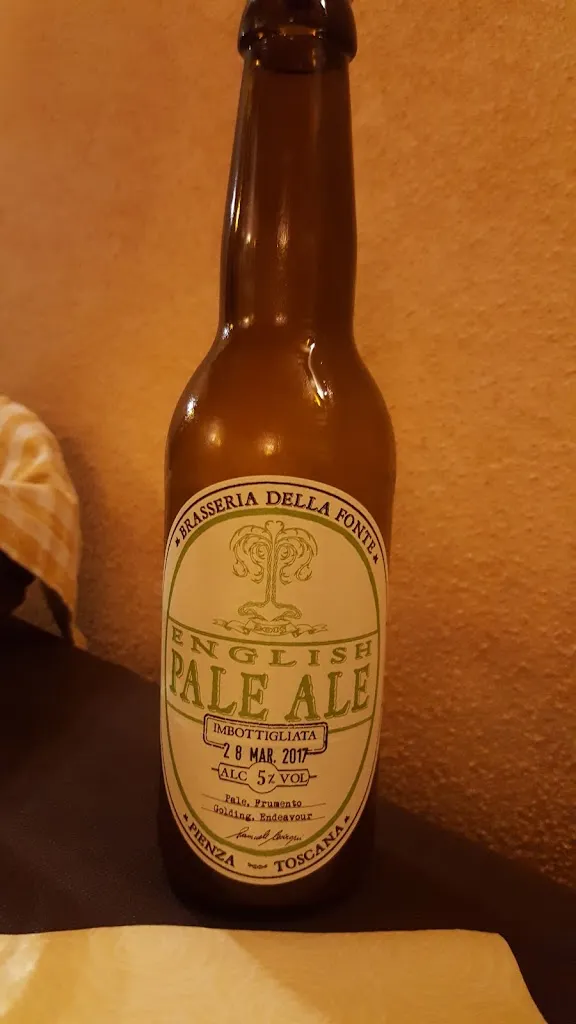 BRASSERIA DELLA FONTE
ENGLISH
PALE ALE
IMBOTTIGLIATA
28 MAR. 2017
ALC 5% VOL
Pale, Frumento
Golding, Endeavour
PIENZA TOSCANA